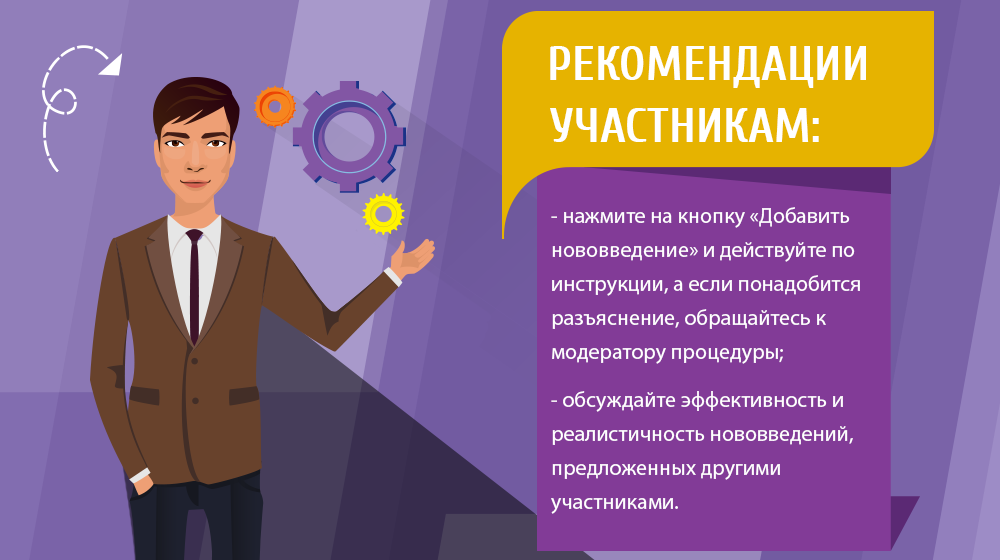 РЕКОМЕНДАЦИИ
УЧАСТНИКАМ:
- нажмите на кнопку «Добавить
нововведение» и действуйте по
инструкции, а если понадобится
разъяснение, обращайтесь к
модератору процедуры;
- обсуждайте эффективность и
реалистичность нововведений,
предложенных другими
участниками.